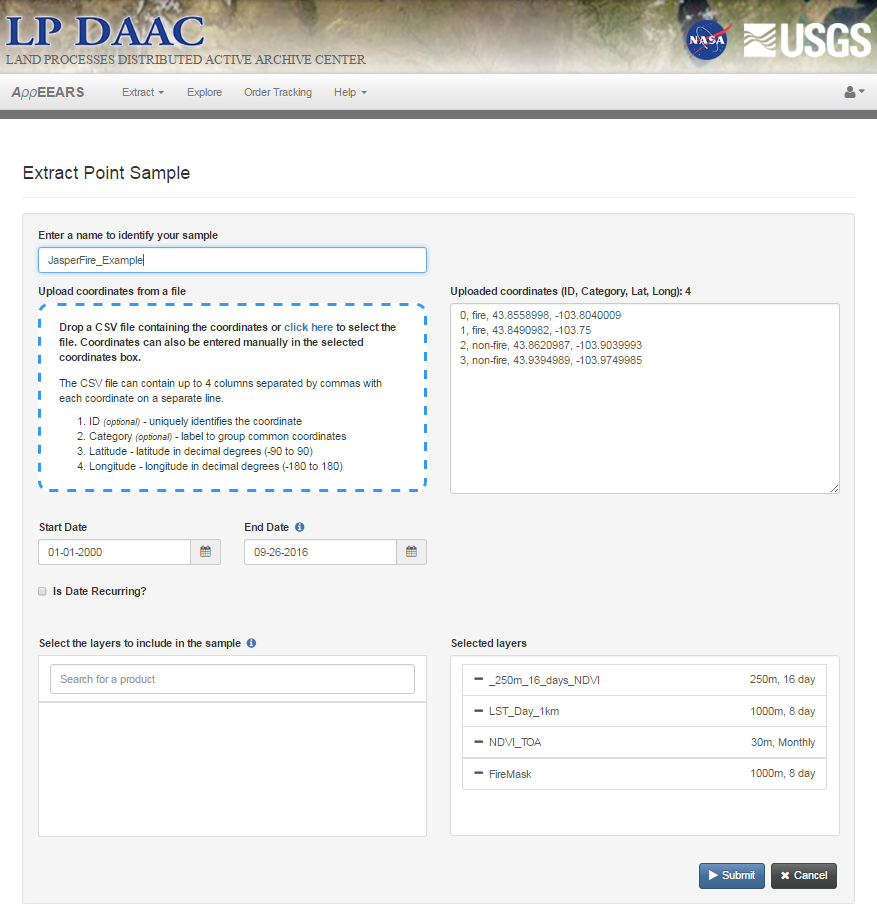 LP DAAC
LAND PROCESSES DISTRIBUTED ACTIVE ARCHIVE CENTER
NASA
USGS
AppEEARS Extract Explore Order Tracking Help
Extract Point Sample
Enter a name to identify your sample
JasperFire_Example
Upload coordinates from a file
Drop a CSV file containing the coordinates or click here to select the
file. Coordinates can also be entered manually in the selected
coordinates box.
The CSV file can contain up to 4 columns separated by commas with
each coordinate on a separate line.
1. ID (optional) - uniquely identifies the coordinate
2. Category (optional) - label to group common coordinates
3. Latitude - latitude in decimal degrees (-90 to 90)
4. Longitude - longitude in decimal degrees (-180 to 180)
Uploaded coordinates (ID, Category, Lat, Long): 4
0, fire, 43.8558998, -103.8040009
1, fire, 43.8490982, -103.75
2, non-fire, 43.8620987, -103.9039993
3, non-fire, 43.9394989, -103.9749985
Start Date
01-01-2000
End Date
09-26-2016
Is Date Recurring?
Select the layers to include in the sample
Search for a product
Selected layers
_250m_16_days_NDVI 250m, 16 day
LST_Day_1km 1000m, 8 day
NDVI_TOA 30m, Monthly
FireMask 1000m, 8 day
Submit
Cancel